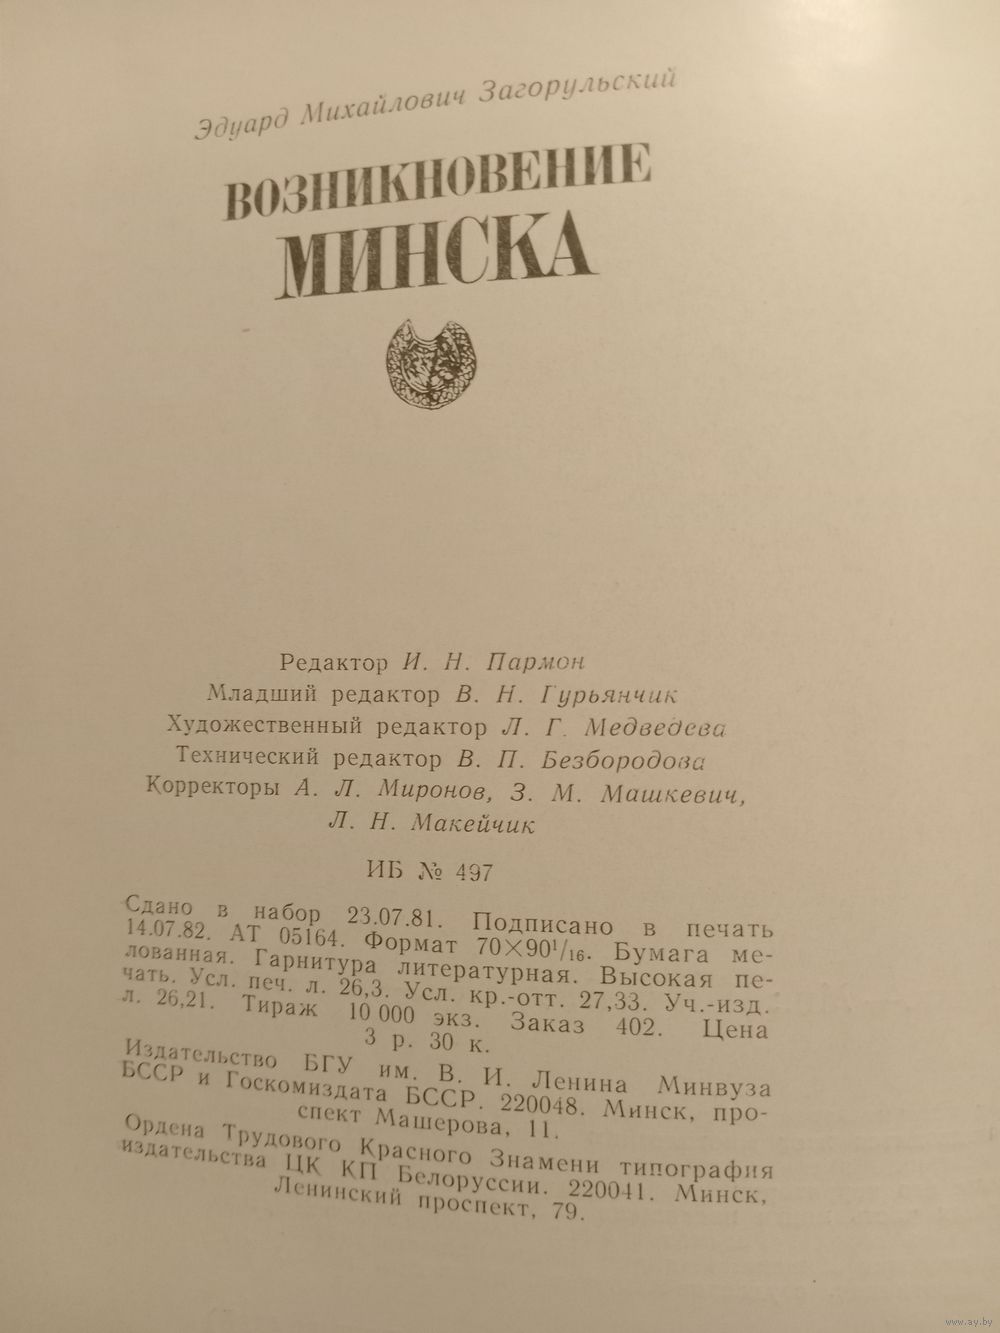 Эдуард Михайлович Загорульский
ВОЗНИКНОВЕНИЕ
МИНСКА
Редактор И. Н. Пармон
Младший редактор В. Н. Гурьянчик
Художественный редактор Л. Г. Медведева
Технический редактор В. П. Безбородова
Корректоры А. Л. Миронов, З. М. Машкевич,
Л. Н. Макейчик
ИБ № 497
Сдано в набор 23.07.81. Подписано в печать
14.07.82. АТ 05164. Формат 70×90¹/₁₆. Бумага ме-
лованная. Гарнитура литературная. Высокая пе-
чать. Усл. печ. л. 26,3. Усл. кр.-отт. 27,33. Уч.-изд.
л. 26,21. Тираж 10 000 экз. Заказ 402. Цена
3 р. 30 к.
Издательство БГУ им. В. И. Ленина Минвуза
БССР и Госкомиздата БССР. 220048. Минск, про-
спект Машерова, 11.
Ордена Трудового Красного Знамени типография
издательства ЦК КП Белоруссии. 220041. Минск,
Ленинский проспект, 79.
www.ay.by